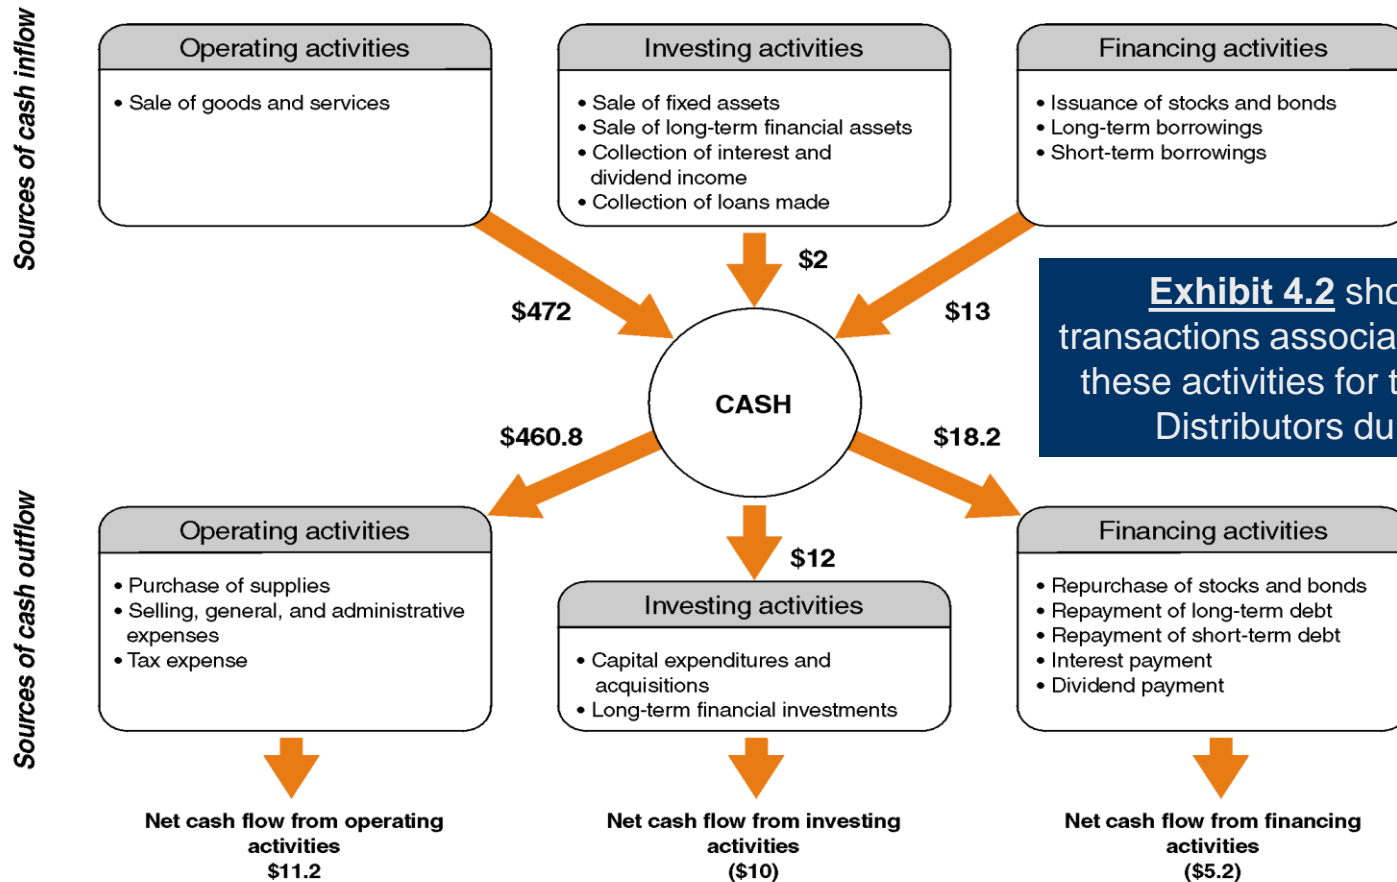 Sources of cash inflow
Operating activities
• Sale of goods and services
Investing activities
• Sale of fixed assets
• Sale of long-term financial assets
• Collection of interest and
dividend income
• Collection of loans made
Financing activities
• Issuance of stocks and bonds
• Long-term borrowings
• Short-term borrowings
$472
$2
$13
Exhibit 4.2
transactions
these activities for
Distributors
CASH
$460.8
$12
$18.2
Sources of cash outflow
Operating activities
• Purchase of supplies
• Selling, general, and administrative
expenses
• Tax expense
Investing activities
• Capital expenditures and
acquisitions
• Long-term financial investments
Financing activities
• Repurchase of stocks and bonds
• Repayment of long-term debt
• Repayment of short-term debt
• Interest payment
• Dividend payment
Net cash flow from operating
activities
$11.2
Net cash flow from investing
activities
($10)
Net cash flow from financing
activities
($5.2)